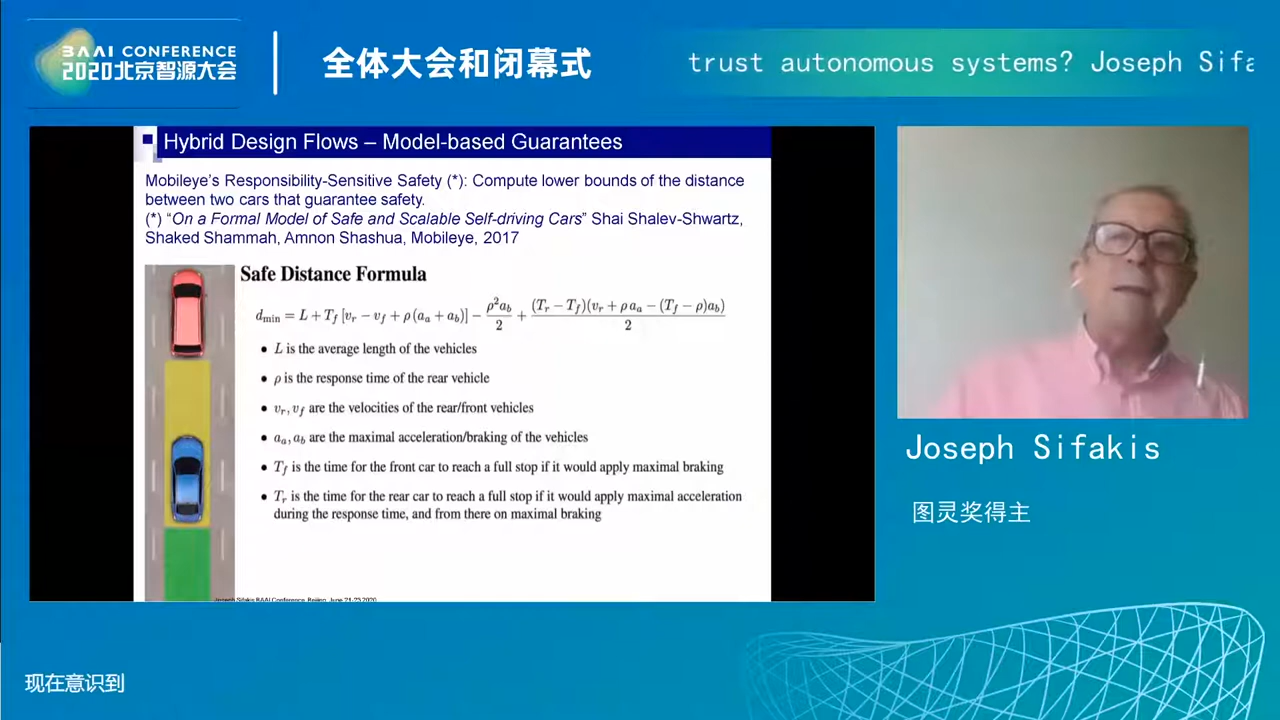 BAAI CONFERENCE
2020北京智源大会
全体大会和闭幕式
trust autonomous systems? Joseph Sifa
Hybrid Design Flows – Model-based Guarantees
Mobileye's Responsibility-Sensitive Safety (*): Compute lower bounds of the distance
between two cars that guarantee safety.
(*) "On a Formal Model of Safe and Scalable Self-driving Cars" Shai Shalev-Shwartz,
Shaked Shammah, Amnon Shashua, Mobileye, 2017
Safe Distance Formula
d_min = L + T_f [v_r − v_f + ρ (a_a + a_b)] − ρ²a_b/2 + (T_r − T_f)(v_r + ρ a_a − (T_f − ρ)a_b)/2
• L is the average length of the vehicles
• ρ is the response time of the rear vehicle
• v_r, v_f are the velocities of the rear/front vehicles
• a_a, a_b are the maximal acceleration/braking of the vehicles
• T_f is the time for the front car to reach a full stop if it would apply maximal braking
• T_r is the time for the rear car to reach a full stop if it would apply maximal acceleration
during the response time, and from there on maximal braking
Joseph Sifakis BAAI Conference, Beijing, June 21-25 2020
Joseph Sifakis
图灵奖得主
现在意识到